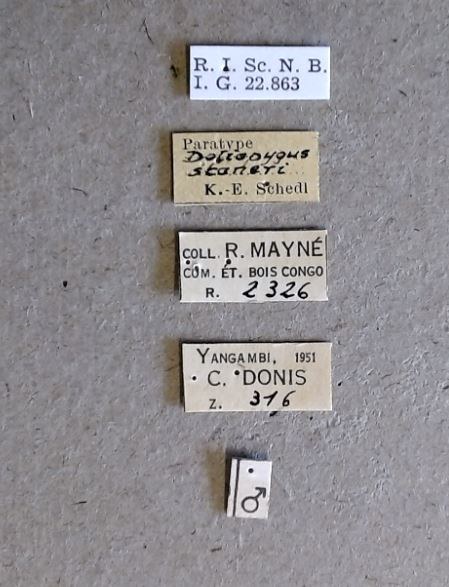 R. I. Sc. N. B.
I. G. 22.863
Paratype
Doliopygus
staneri
K.-E. Schedl
COLL. R. MAYNÉ
COM. ÉT. BOIS CONGO
R. 2326
YANGAMBI, 1951
C. DONIS
Z. 316
♂